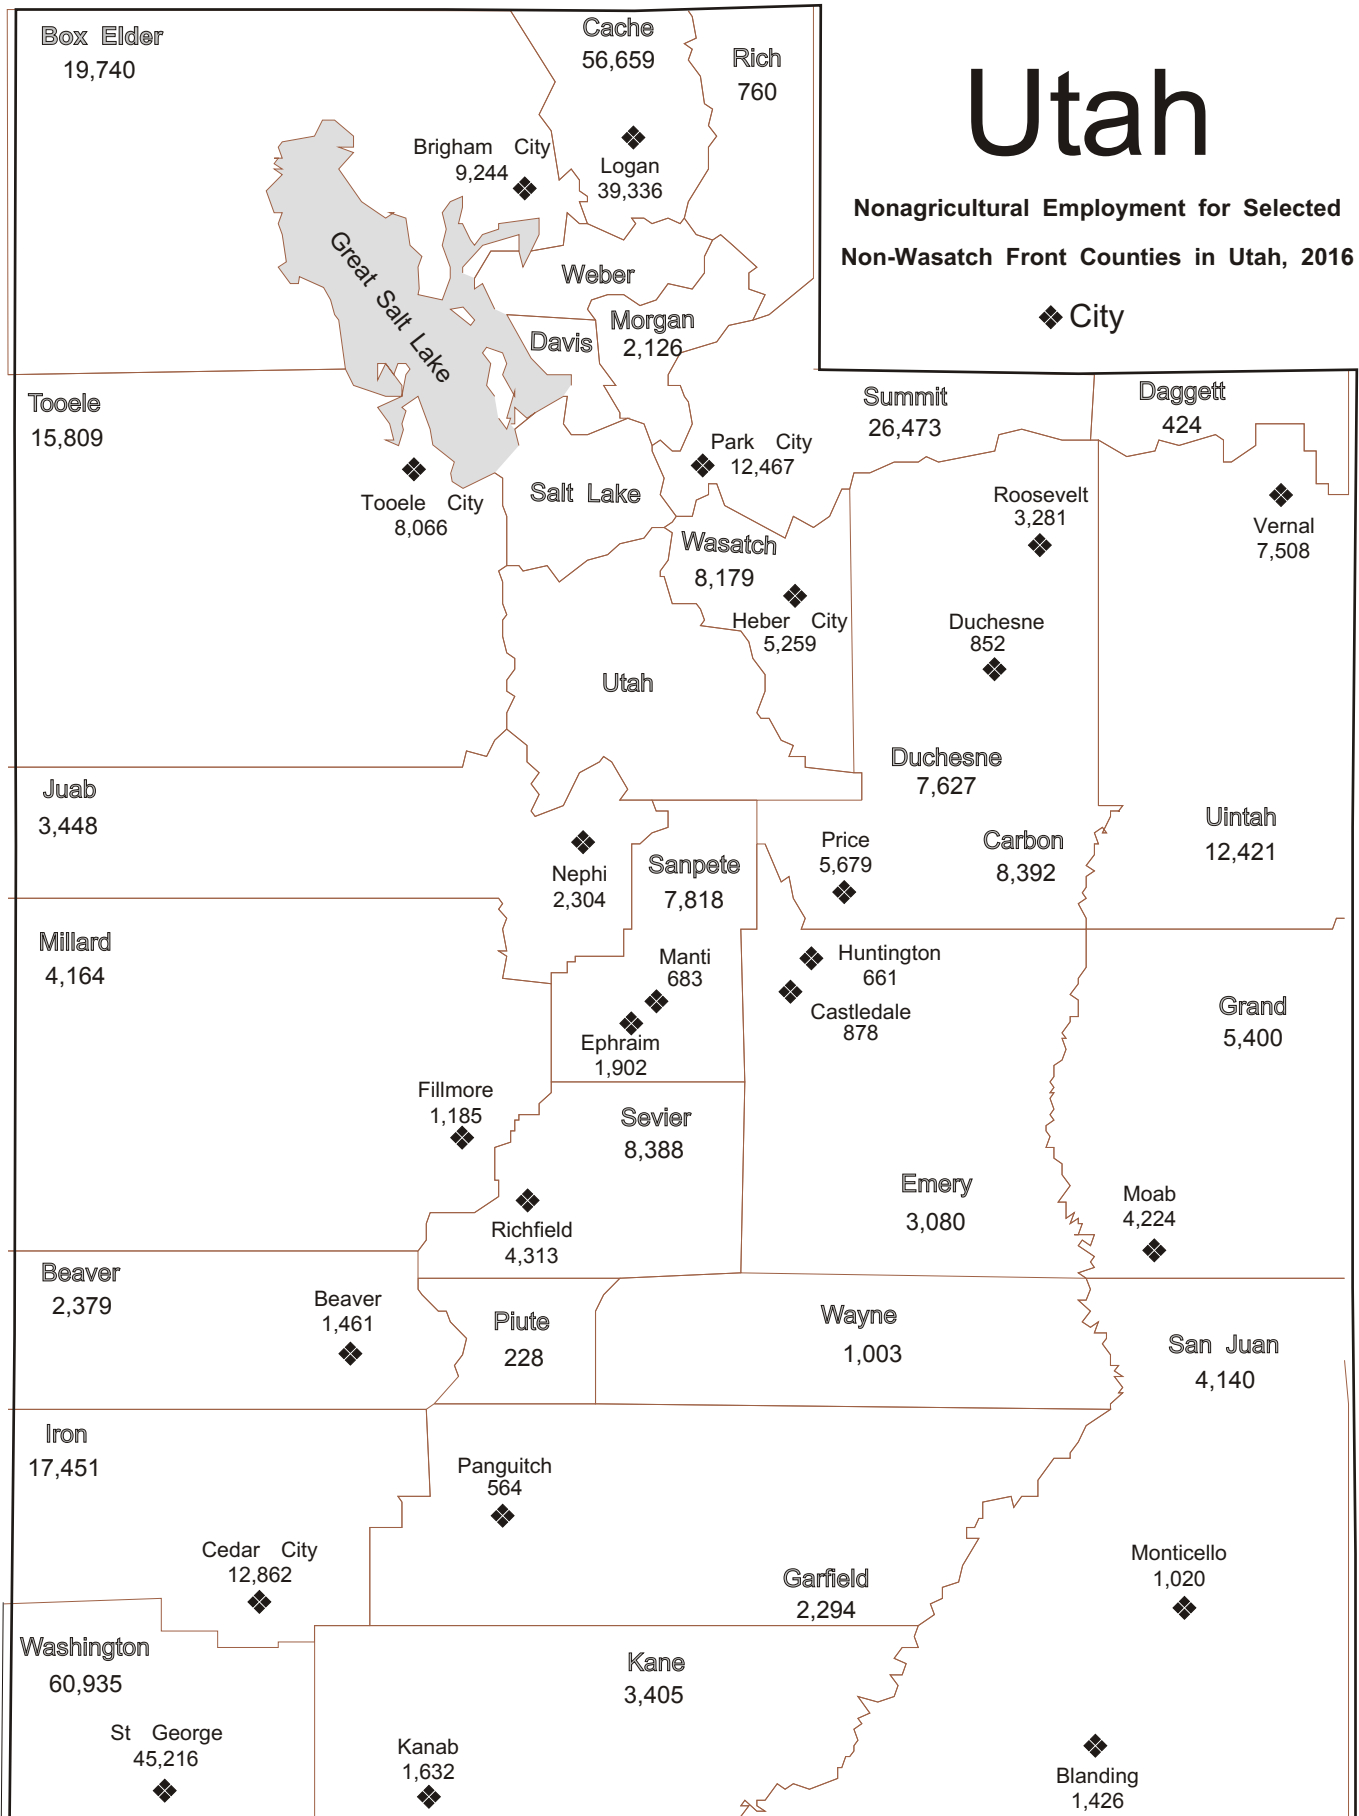 Utah
Nonagricultural Employment for Selected
Non-Wasatch Front Counties in Utah, 2016
City
Box Elder
19,740
Cache
56,659
Rich
760
Brigham City
9,244
Logan
39,336
Great Salt Lake
Weber
Morgan
2,126
Davis
Tooele
15,809
Summit
26,473
Daggett
424
Park City
12,467
Tooele City
8,066
Salt Lake
Roosevelt
3,281
Vernal
7,508
Wasatch
8,179
Heber City
5,259
Duchesne
852
Utah
Duchesne
7,627
Juab
3,448
Uintah
12,421
Carbon
8,392
Price
5,679
Nephi
2,304
Sanpete
7,818
Millard
4,164
Manti
683
Huntington
661
Castledale
878
Grand
5,400
Ephraim
1,902
Fillmore
1,185
Sevier
8,388
Emery
3,080
Moab
4,224
Richfield
4,313
Beaver
2,379
Beaver
1,461
Piute
228
Wayne
1,003
San Juan
4,140
Iron
17,451
Panguitch
564
Cedar City
12,862
Monticello
1,020
Garfield
2,294
Washington
60,935
Kane
3,405
St George
45,216
Kanab
1,632
Blanding
1,426